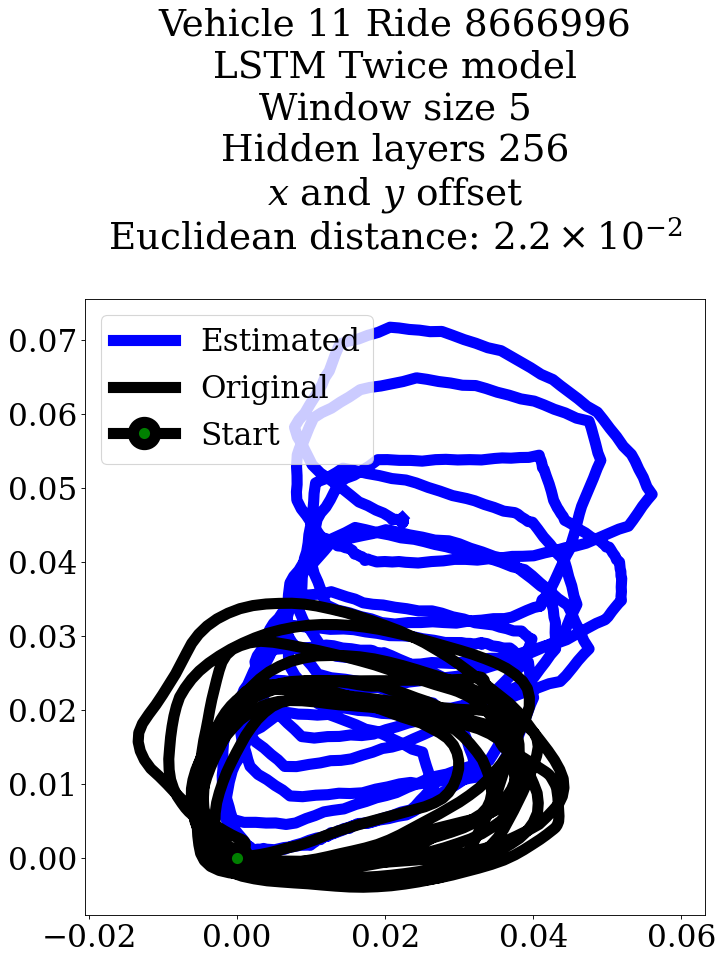 Vehicle 11 Ride 8666996
LSTM Twice model
Window size 5
Hidden layers 256
x and y offset
Euclidean distance: 2.2 × 10⁻²
Estimated
Original
Start
0.07
0.06
0.05
0.04
0.03
0.02
0.01
0.00
−0.02 0.00 0.02 0.04 0.06